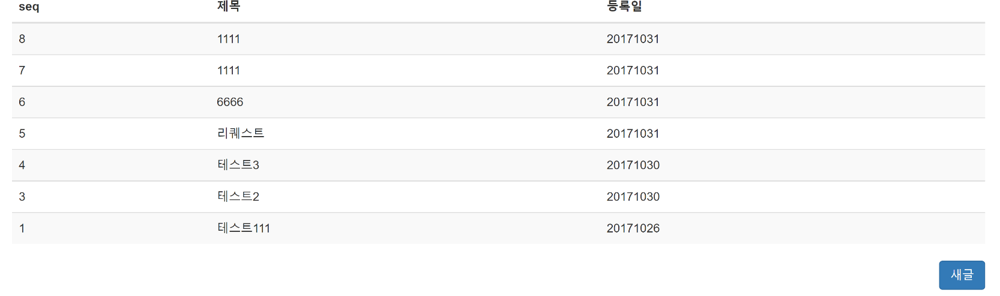 seq 제목 등록일
8 1111 20171031
7 1111 20171031
6 6666 20171031
5 리퀘스트 20171031
4 테스트3 20171030
3 테스트2 20171030
1 테스트111 20171026
새글